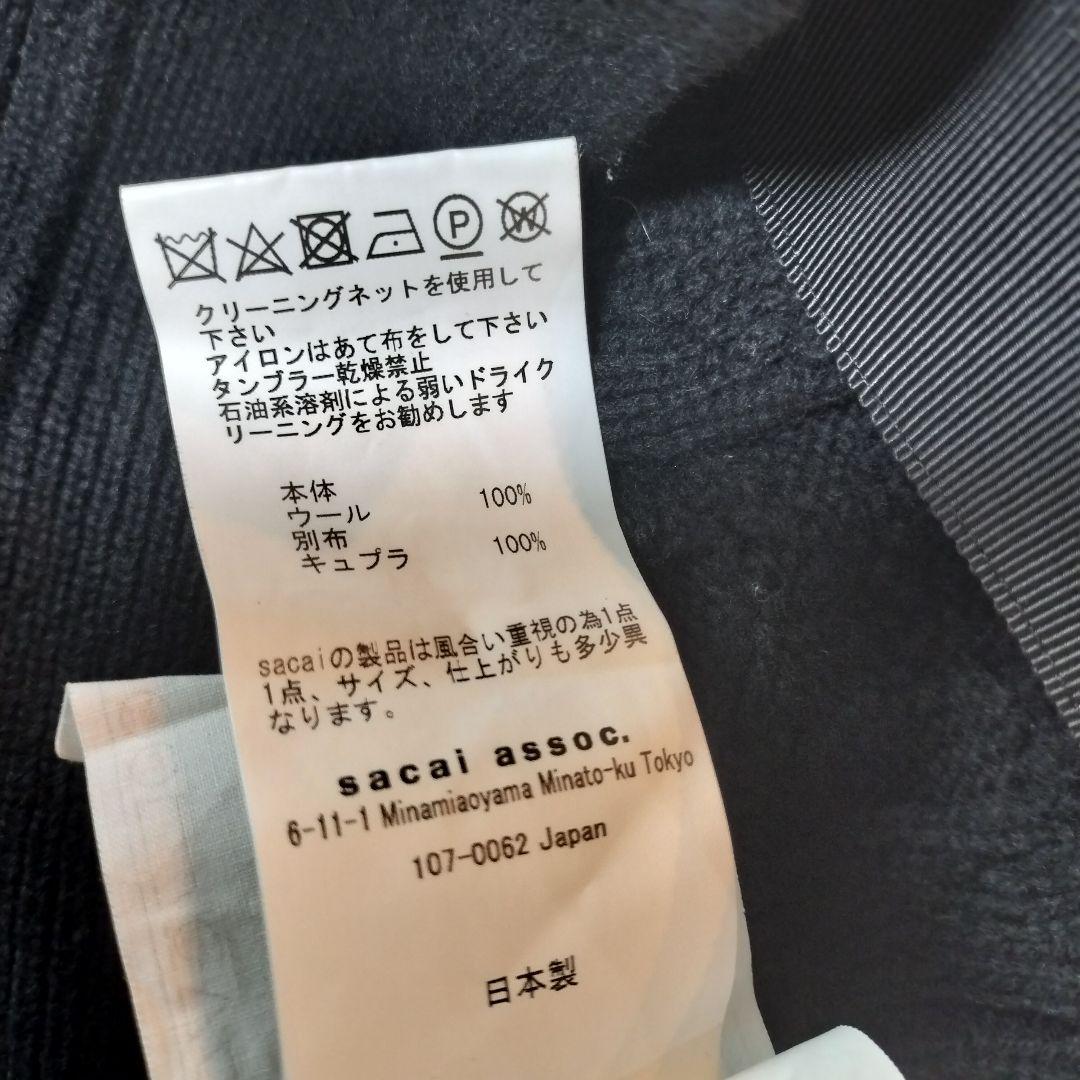 P W
クリーニングネットを使用して
下さい
アイロンはあて布をして下さい
タンブラー乾燥禁止
石油系溶剤による弱いドライク
リーニングをお勧めします
本体
ウール 100%
別布
キュプラ 100%
sacaiの製品は風合い重視の為1点
1点、サイズ、仕上がりも多少異
なります。
sacai assoc.
6-11-1 Minamiaoyama Minato-ku Tokyo
107-0062 Japan
日本製